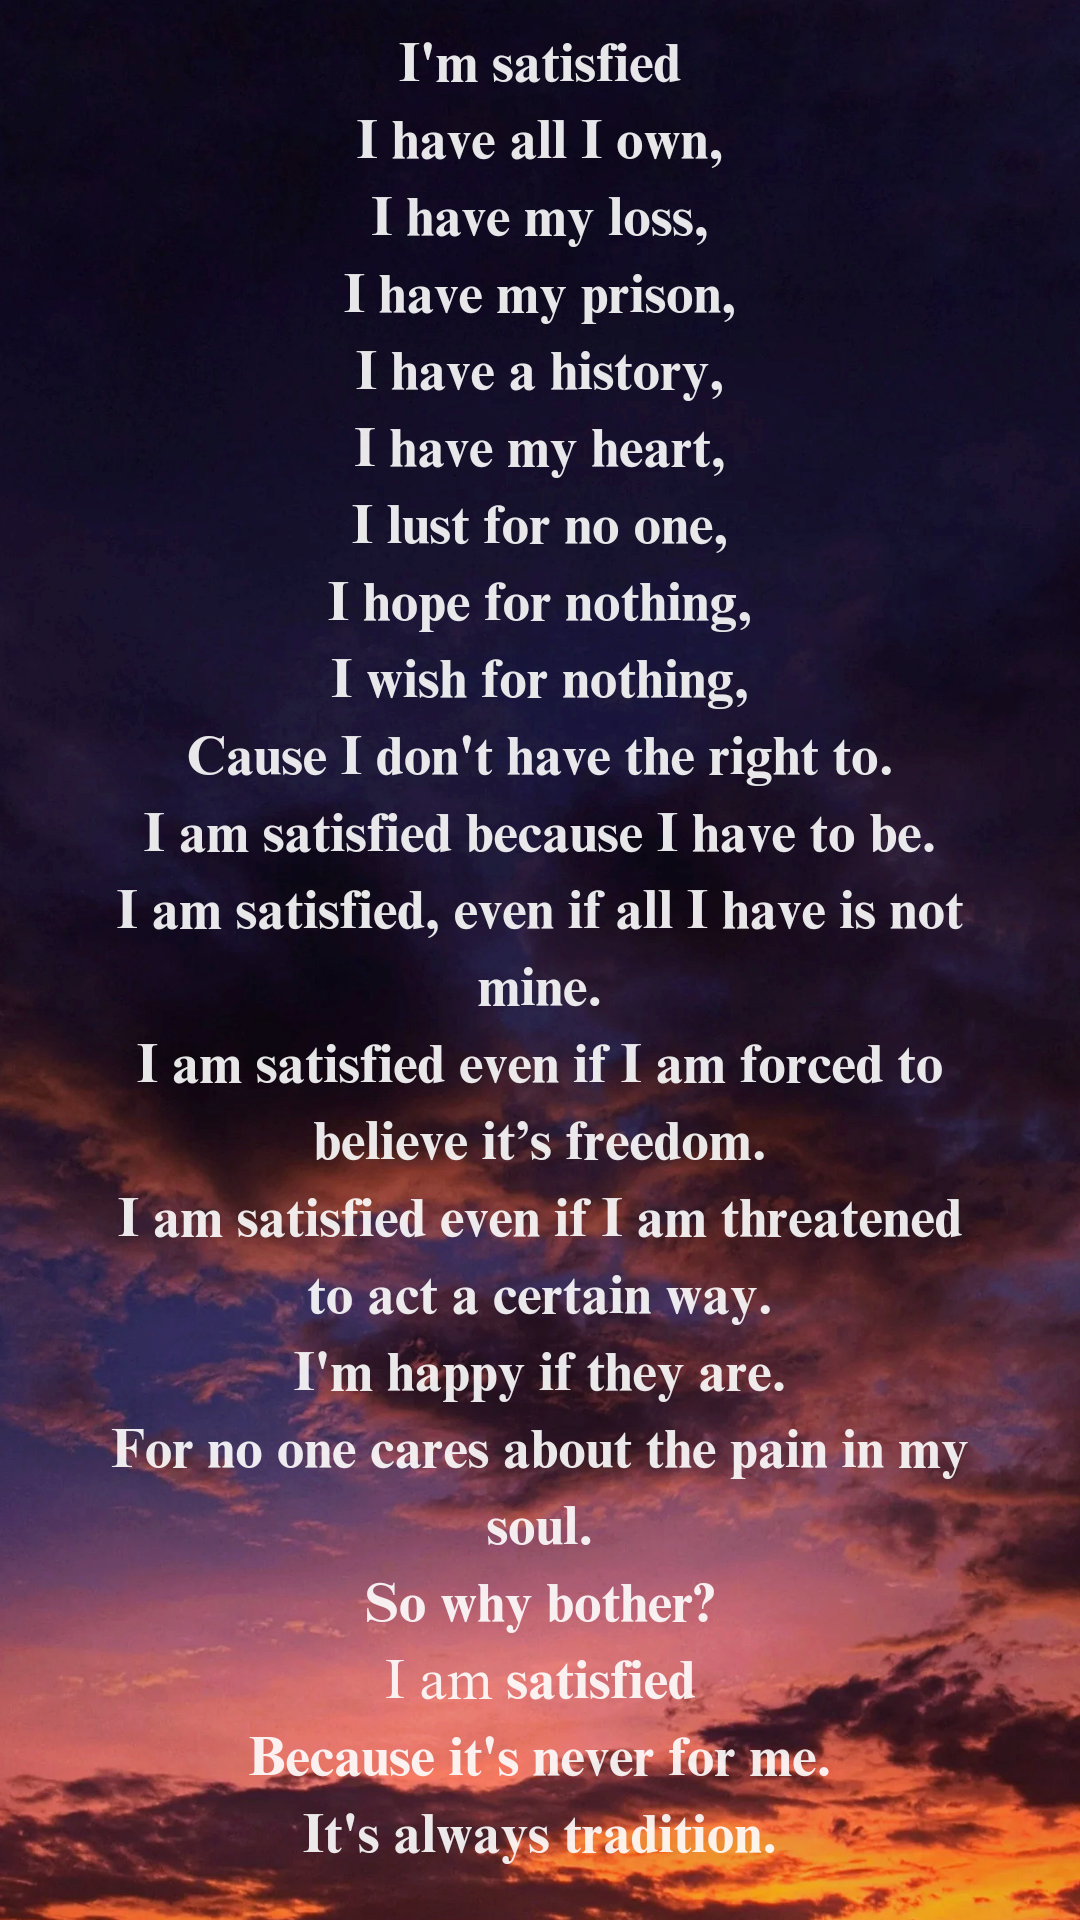 I'm satisfied
I have all I own,
I have my loss,
I have my prison,
I have a history,
I have my heart,
I lust for no one,
I hope for nothing,
I wish for nothing,
Cause I don't have the right to.
I am satisfied because I have to be.
I am satisfied, even if all I have is not
mine.
I am satisfied even if I am forced to
believe it’s freedom.
I am satisfied even if I am threatened
to act a certain way.
I'm happy if they are.
For no one cares about the pain in my
soul.
So why bother?
I am satisfied
Because it's never for me.
It's always tradition.